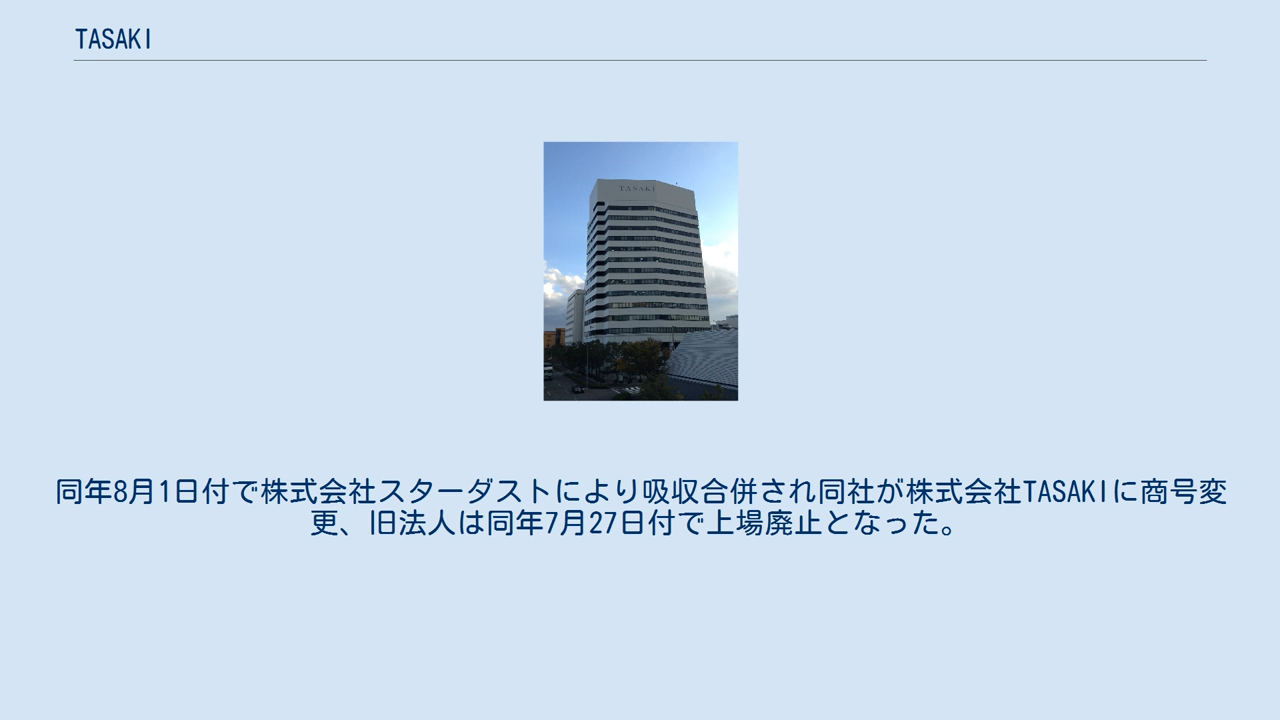 TASAKI
TASAKI
同年8月1日付で株式会社スターダストにより吸収合併され同社が株式会社TASAKIに商号変
更、旧法人は同年7月27日付で上場廃止となった。